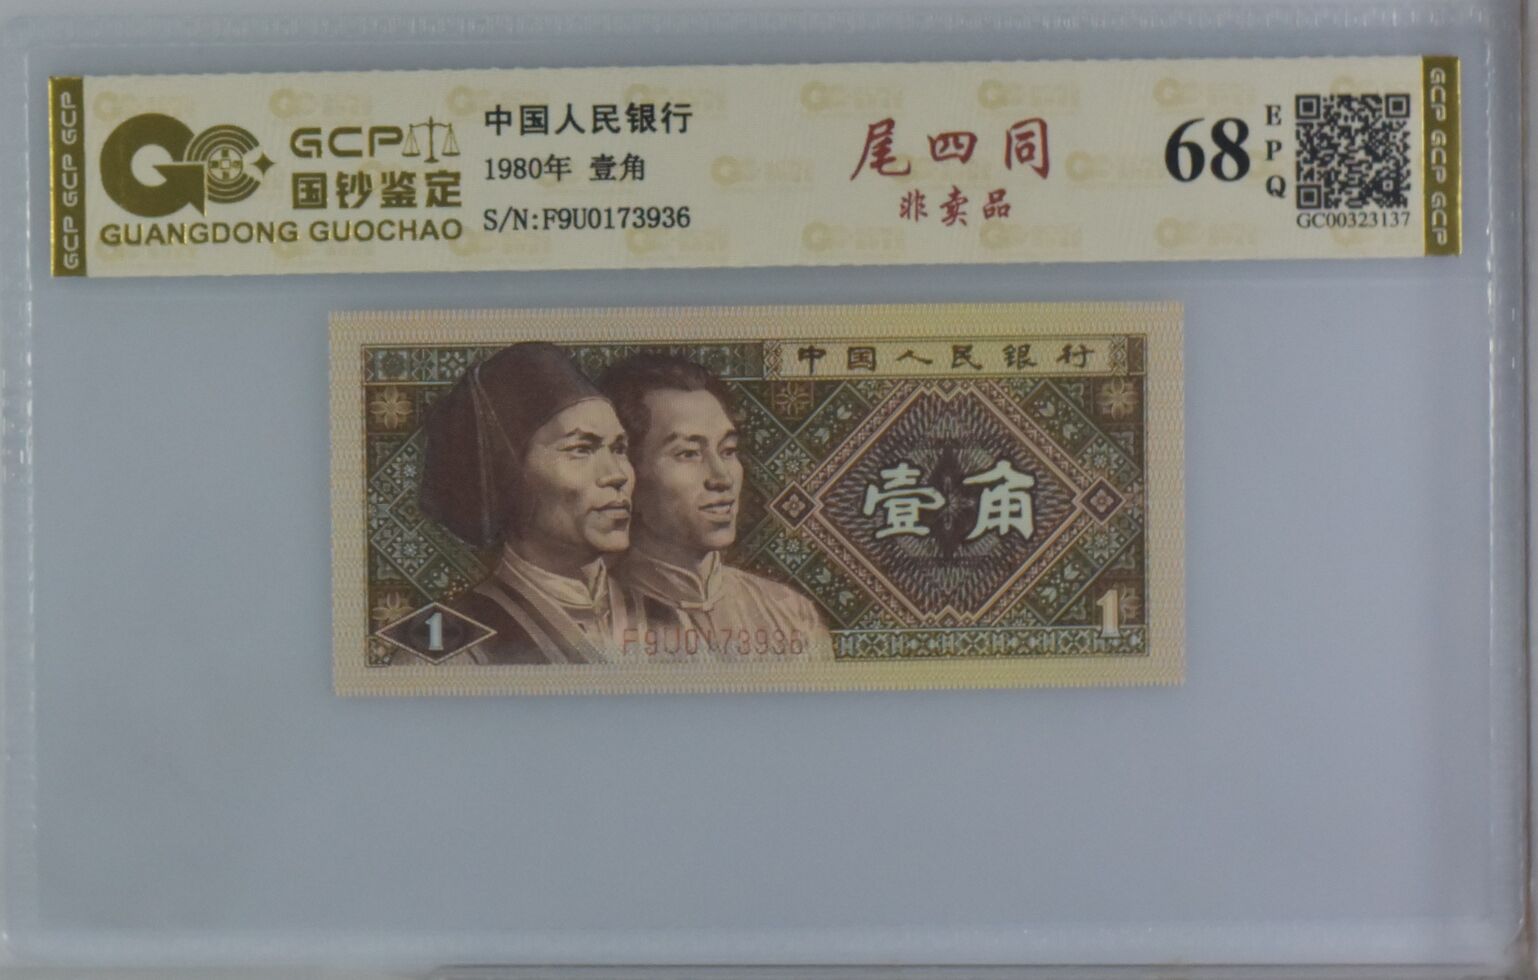 GCP
国钞鉴定
GUANGDONG GUOCHAO
中国人民银行
1980年 壹角
S/N:F9U0173936
尾四同
非卖品
68
EPQ
GC00323137
GCP GCP GCP
GCP GCP GCP
中国人民银行
壹角
1
1
F9U0173936